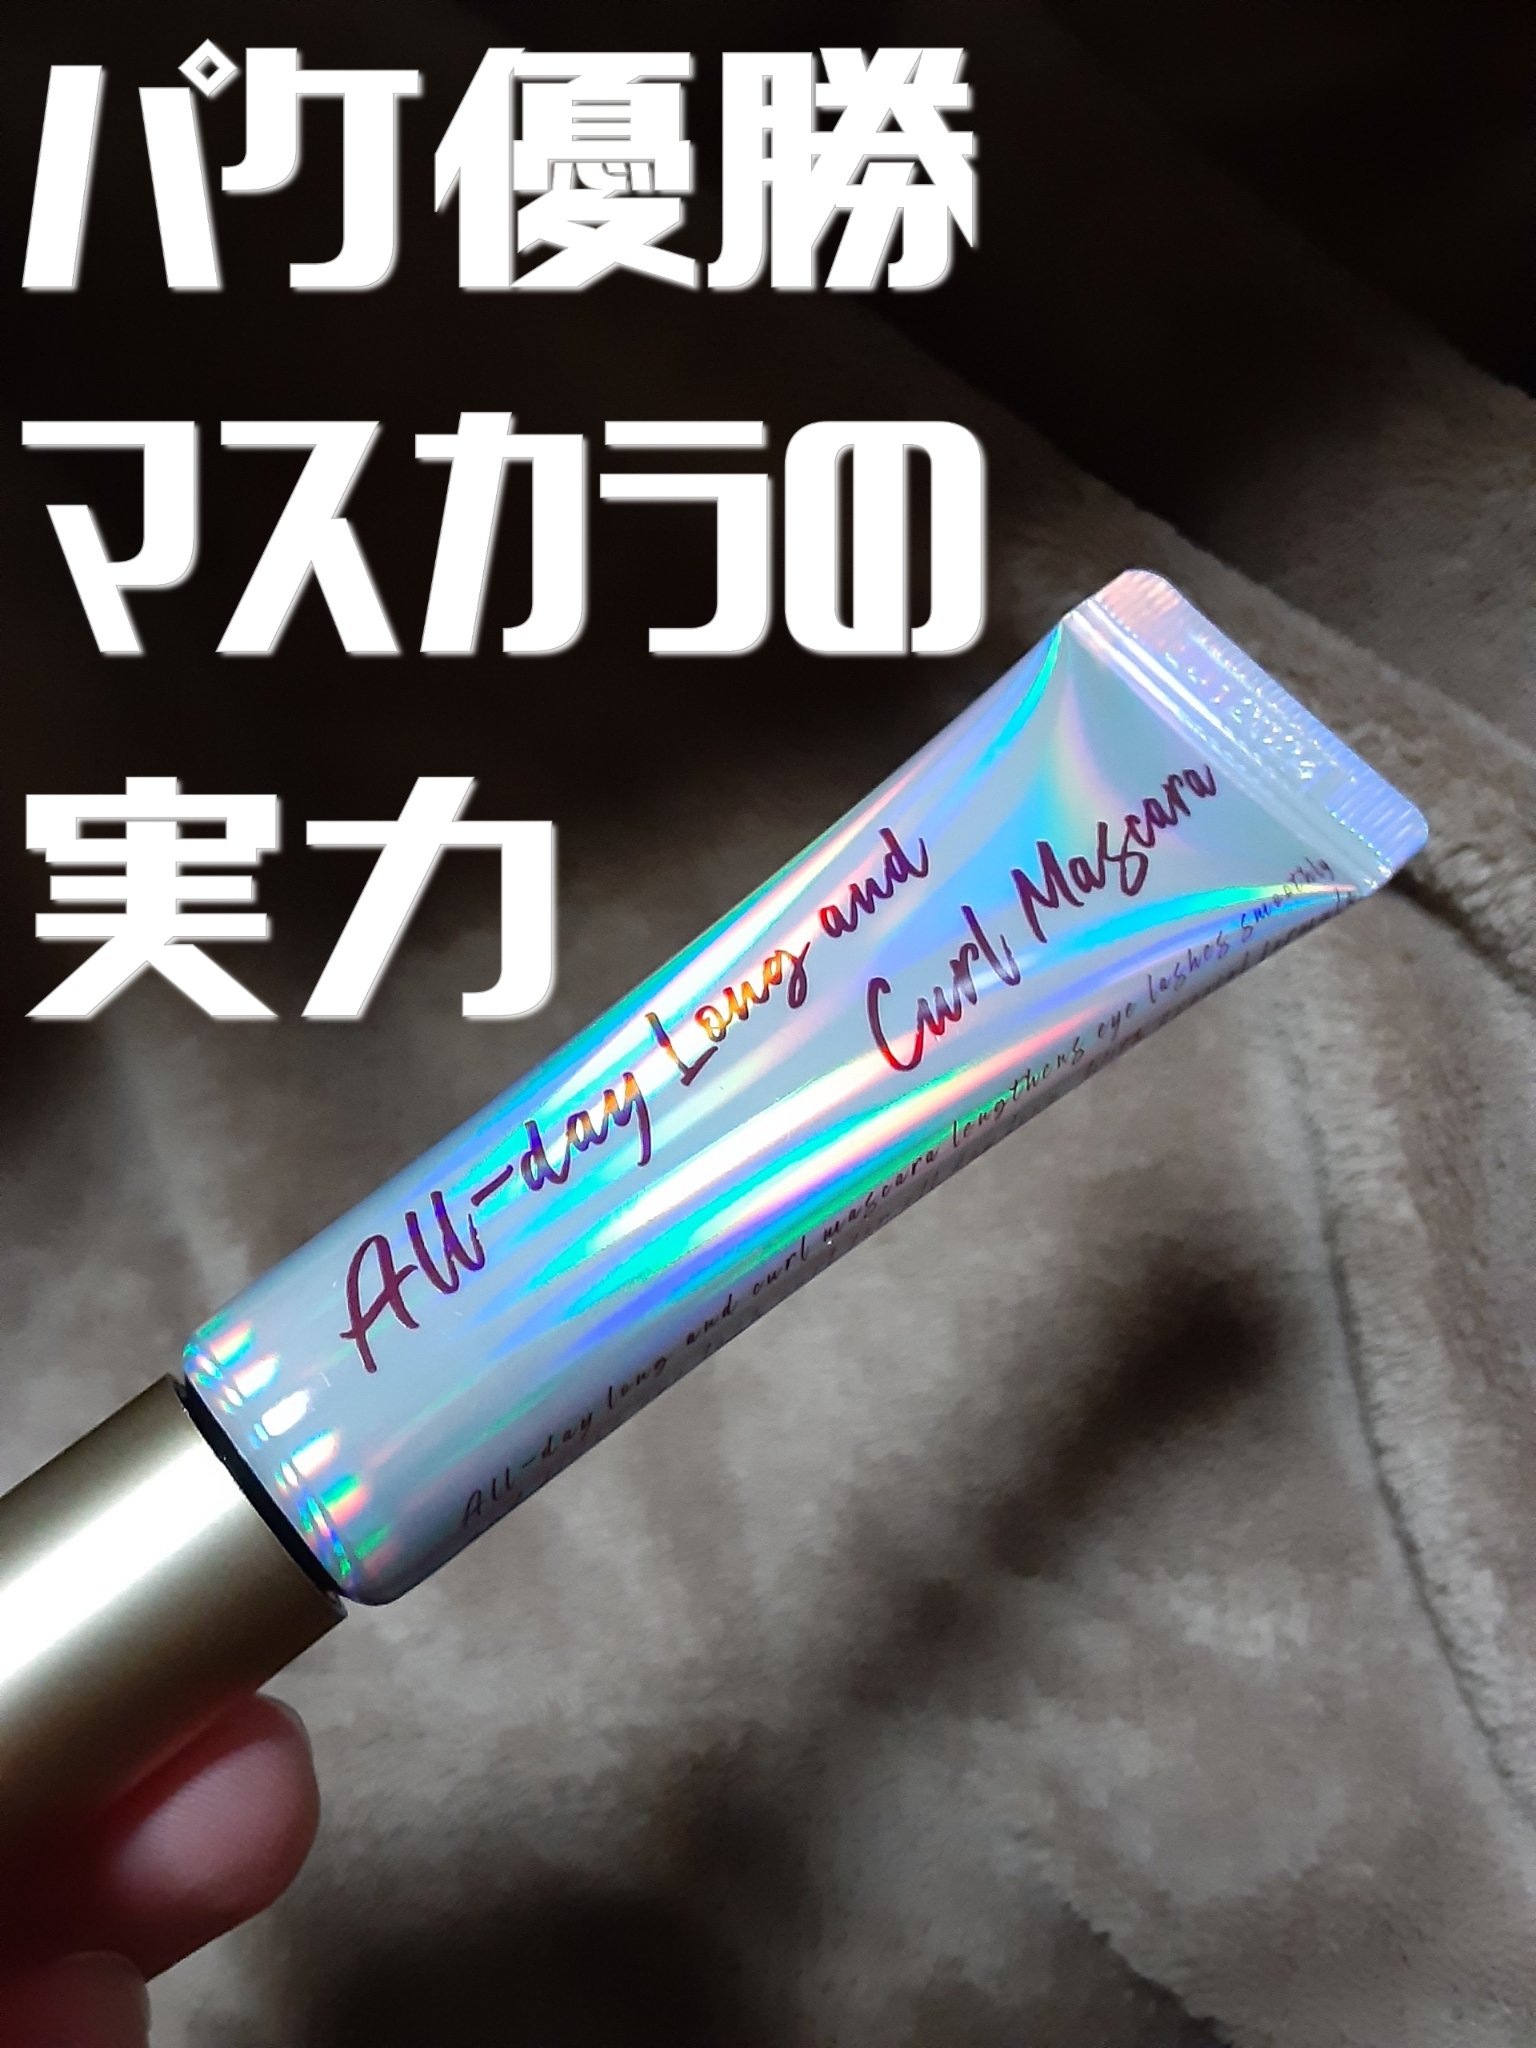 パケ優勝
マスカラの
実力
All-day Long and
Curl Mascara
All-day long and curl mascara lengthens eye lashes smoothly